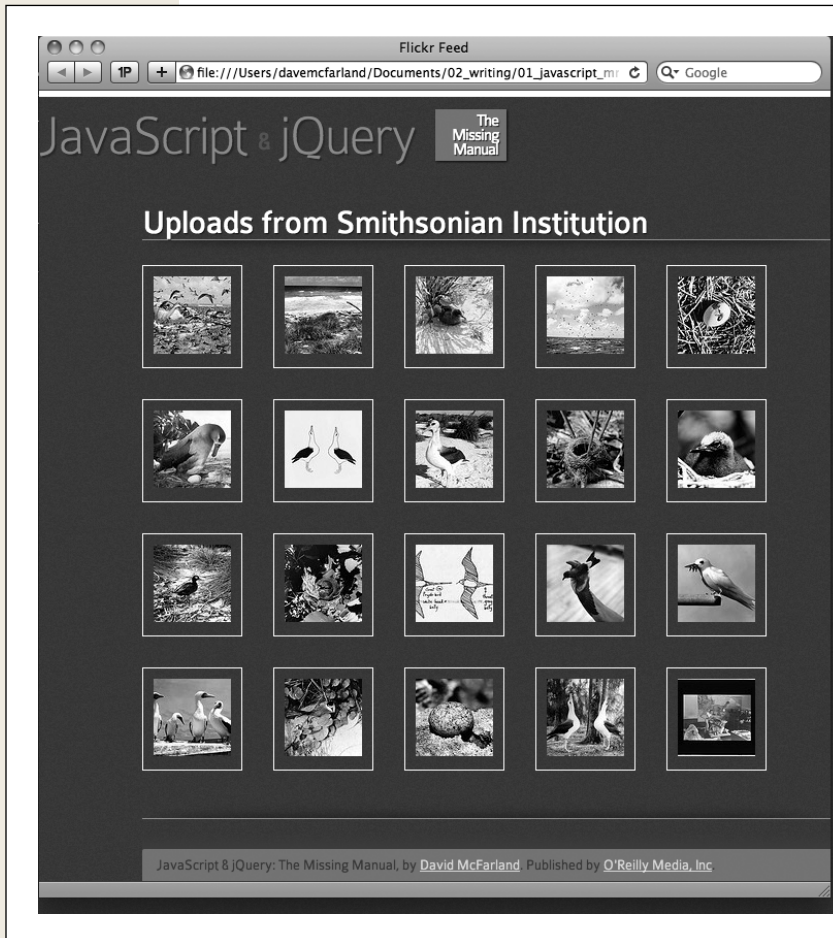 Flickr Feed
1P
+
file:///Users/davemcfarland/Documents/02_writing/01_javascript_m
Google
JavaScript & jQuery
The
Missing
Manual
Uploads from Smithsonian Institution
JavaScript & jQuery: The Missing Manual, by David McFarland. Published by O'Reilly Media, Inc.